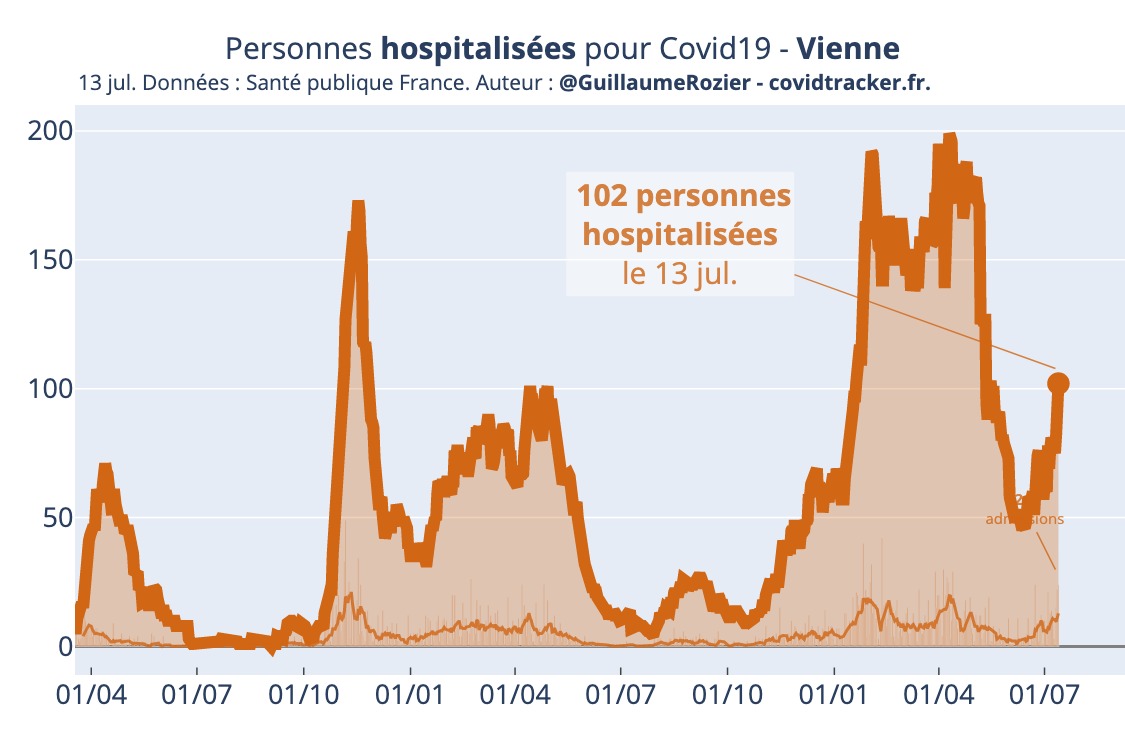 Personnes hospitalisées pour Covid19 - Vienne
13 jul. Données : Santé publique France. Auteur : @GuillaumeRozier - covidtracker.fr.
200
102 personnes
hospitalisées
le 13 jul.
150
100
50
0
01/04 01/07 01/10 01/01 01/04 01/07 01/10 01/01 01/04 01/07